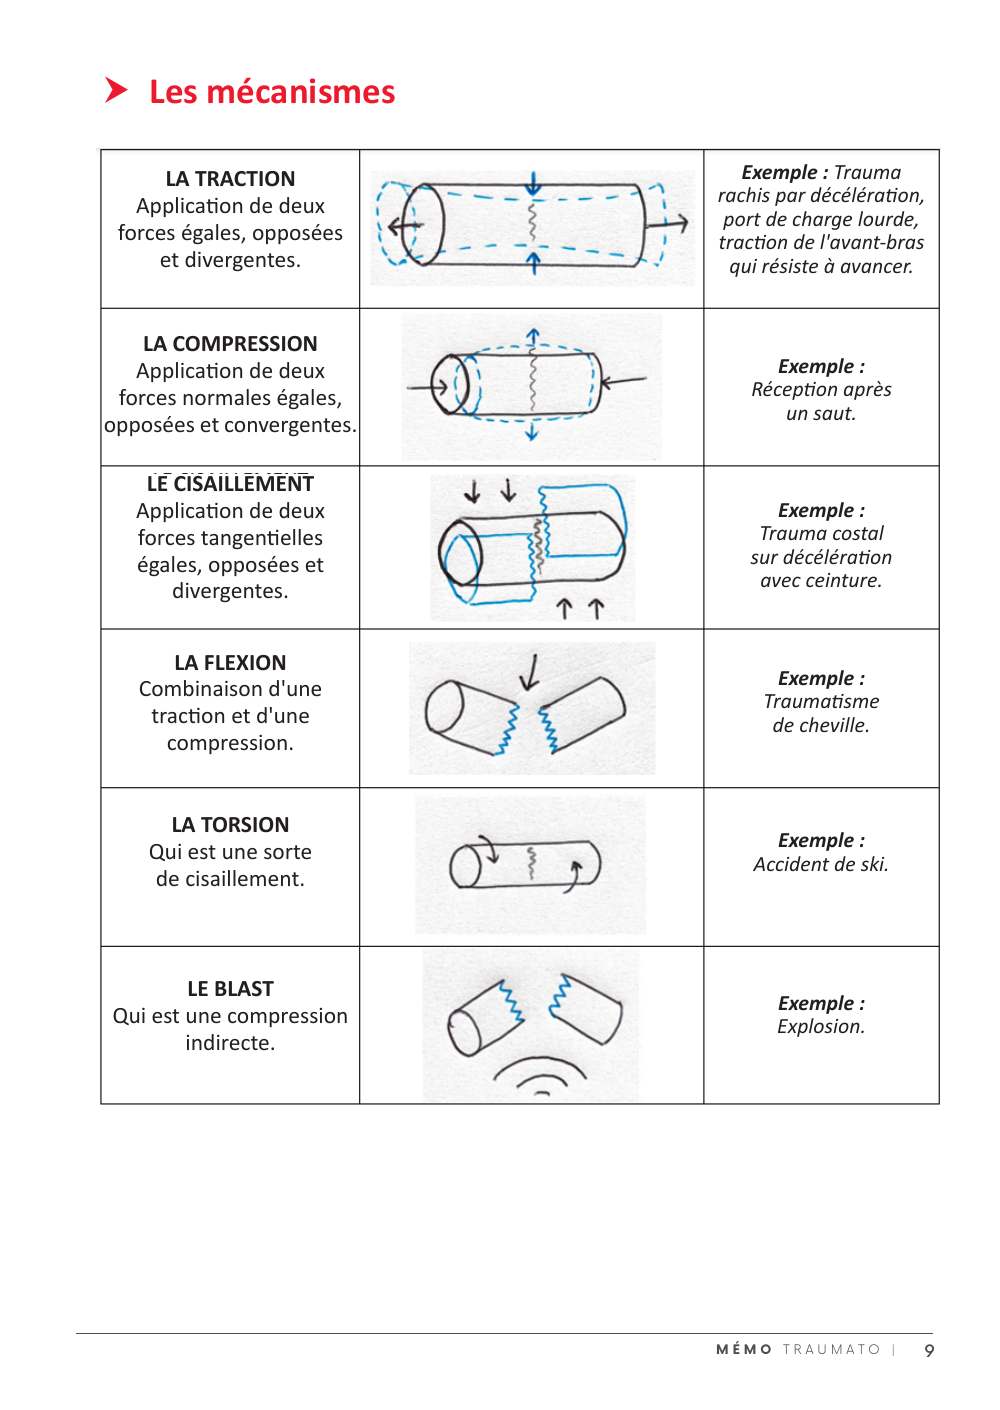 Les mécanismes
LA TRACTION
Application de deux
forces égales, opposées
et divergentes.
Exemple : Trauma
rachis par décélération,
port de charge lourde,
traction de l'avant-bras
qui résiste à avancer.
LA COMPRESSION
Application de deux
forces normales égales,
opposées et convergentes.
Exemple :
Réception après
un saut.
LE CISAILLEMENT
Application de deux
forces tangentielles
égales, opposées et
divergentes.
Exemple :
Trauma costal
sur décélération
avec ceinture.
LA FLEXION
Combinaison d'une
traction et d'une
compression.
Exemple :
Traumatisme
de cheville.
LA TORSION
Qui est une sorte
de cisaillement.
Exemple :
Accident de ski.
LE BLAST
Qui est une compression
indirecte.
Exemple :
Explosion.
MÉMO TRAUMATO | 9